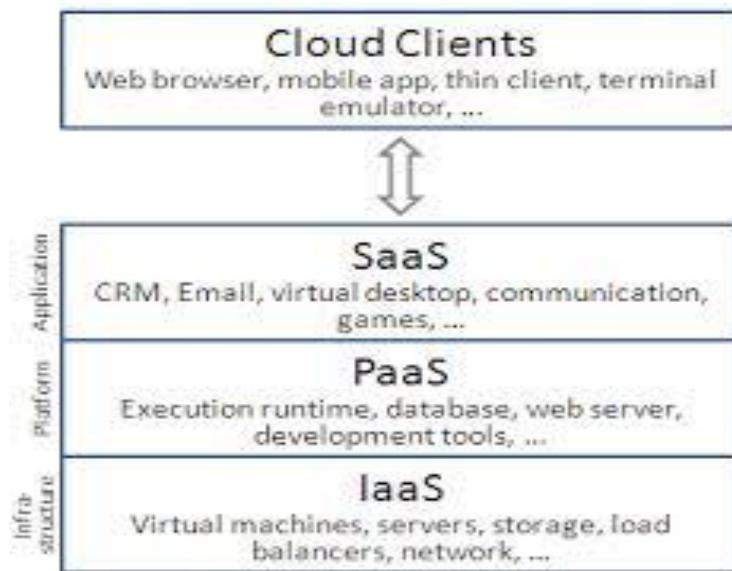 Cloud Clients
Web browser, mobile app, thin client, terminal
emulator, ...
Application
SaaS
CRM, Email, virtual desktop, communication,
games, ...
Platform
PaaS
Execution runtime, database, web server,
development tools, ...
Infra-
structure
IaaS
Virtual machines, servers, storage, load
balancers, network, ...